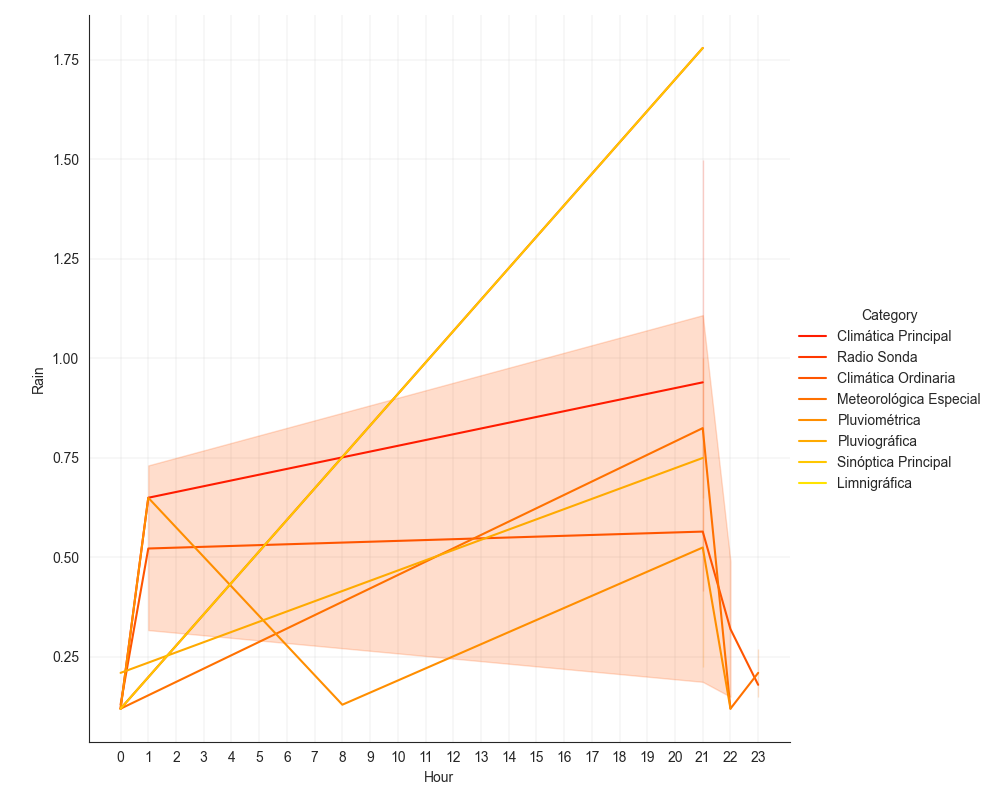 1.75
1.50
1.25
1.00
0.75
0.50
0.25
Rain
0 1 2 3 4 5 6 7 8 9 10 11 12 13 14 15 16 17 18 19 20 21 22 23
Hour
Category
Climática Principal
Radio Sonda
Climática Ordinaria
Meteorológica Especial
Pluviométrica
Pluviográfica
Sinóptica Principal
Limnigráfica